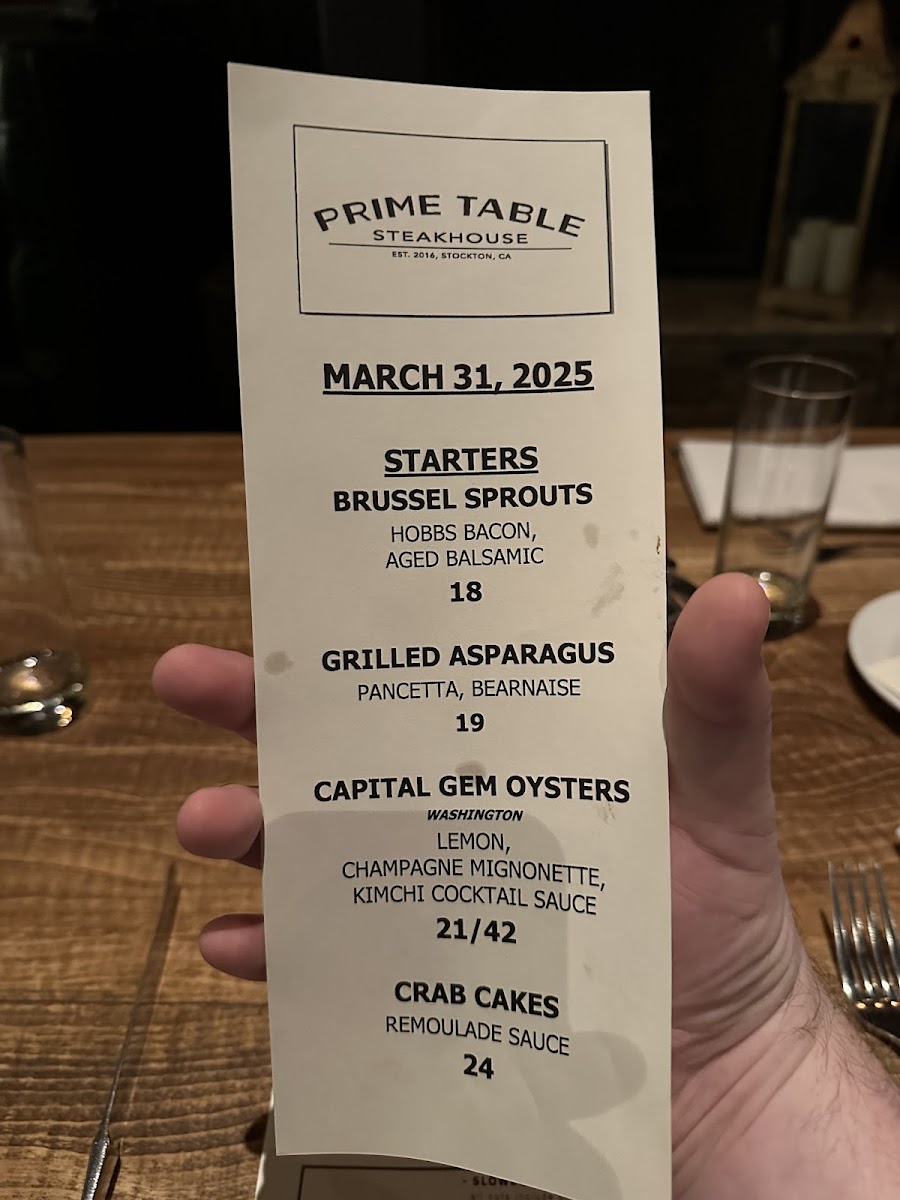 PRIME TABLE
STEAKHOUSE
EST. 2016, STOCKTON, CA
MARCH 31, 2025
STARTERS
BRUSSEL SPROUTS
HOBBS BACON,
AGED BALSAMIC
18
GRILLED ASPARAGUS
PANCETTA, BEARNAISE
19
CAPITAL GEM OYSTERS
WASHINGTON
LEMON,
CHAMPAGNE MIGNONETTE,
KIMCHI COCKTAIL SAUCE
21/42
CRAB CAKES
REMOULADE SAUCE
24